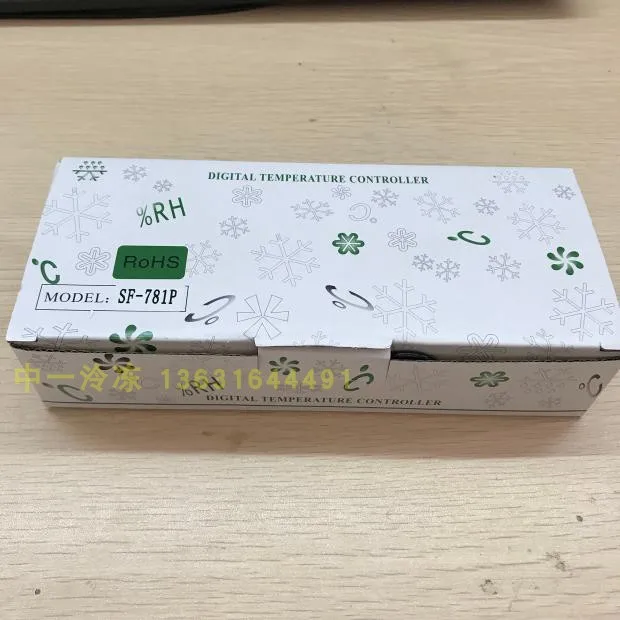 DIGITAL TEMPERATURE CONTROLLER
%RH
°C
°C
RoHS
°C
°C
MODEL: SF-781P
中一冷冻 13631644491
%RH
°C
°C
DIGITAL TEMPERATURE CONTROLLER